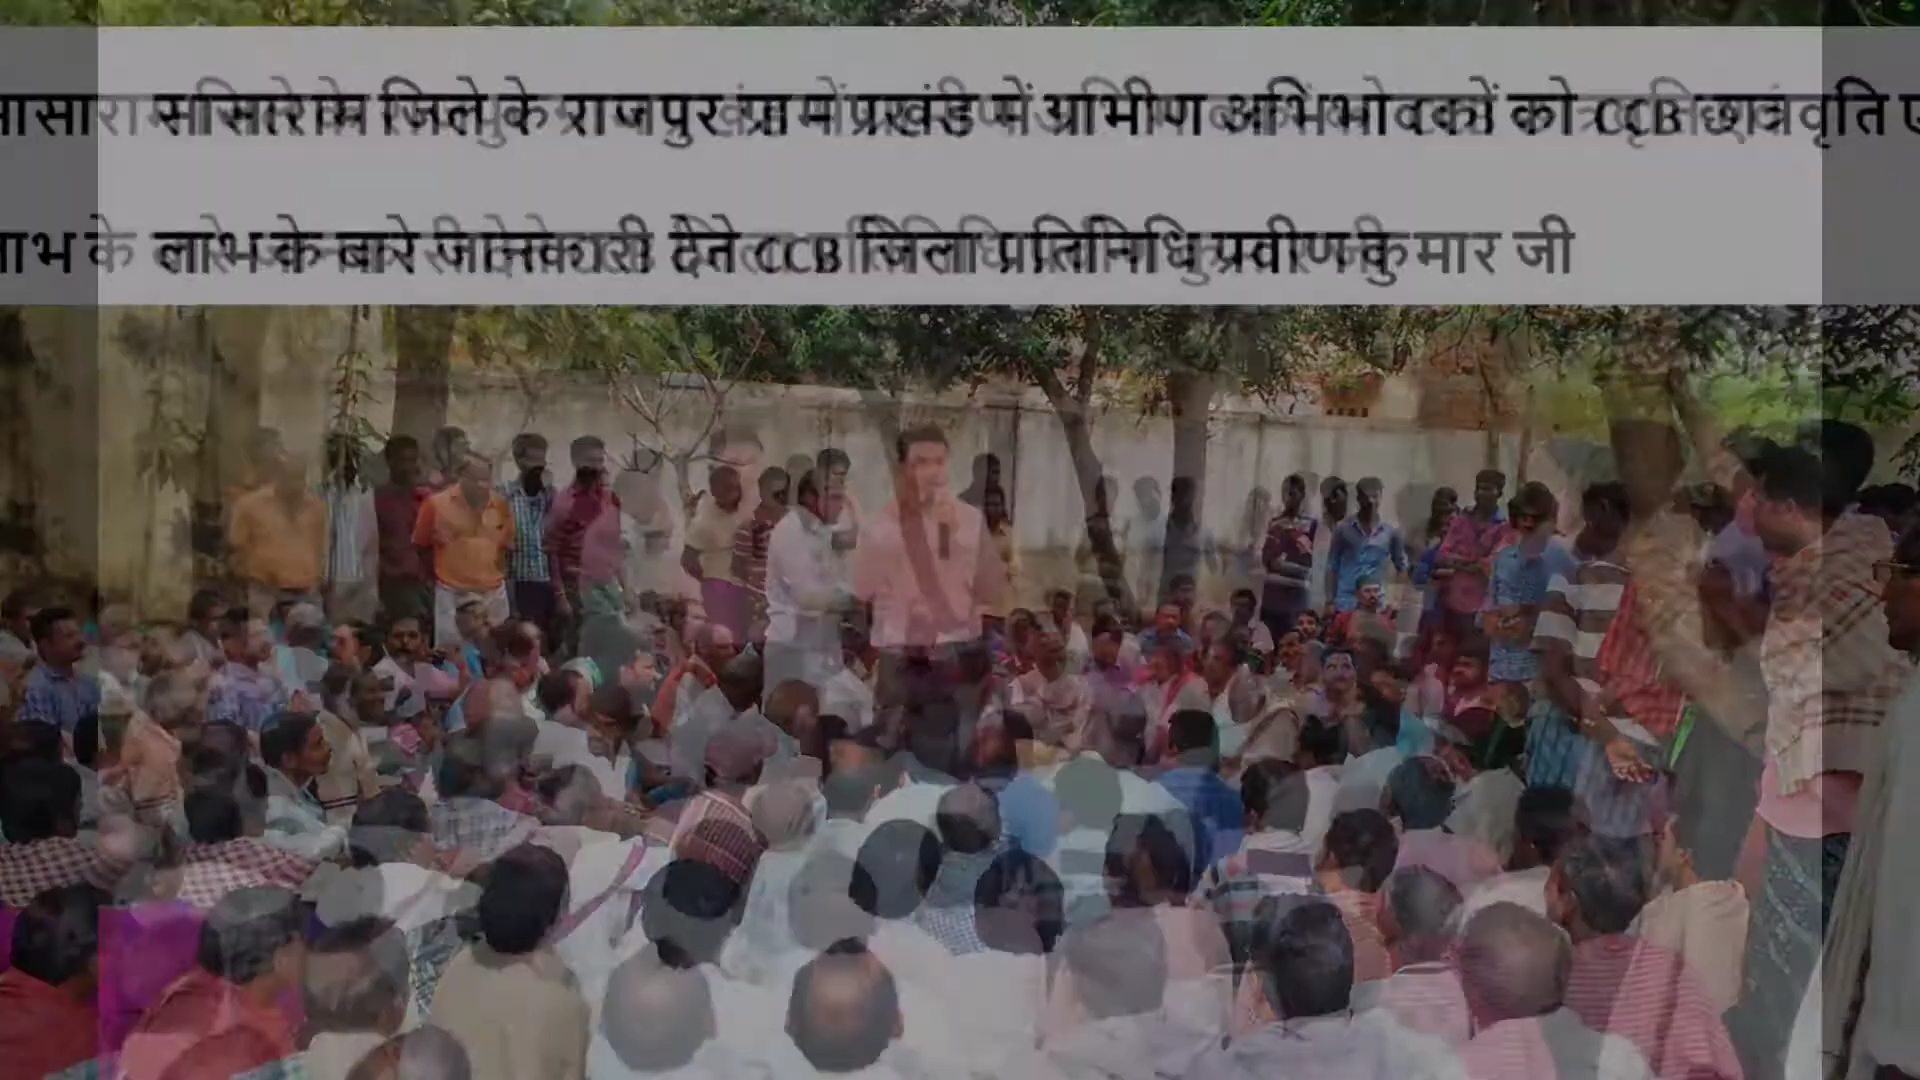 सासाराम जिले के राजपुर ग्राम प्रखंड में ग्रामीण अभिभावकों को CCB छात्रवृति
लाभ के बारे जानकारी देते CCB जिला प्रतिनिधि प्रवीण कुमार जी